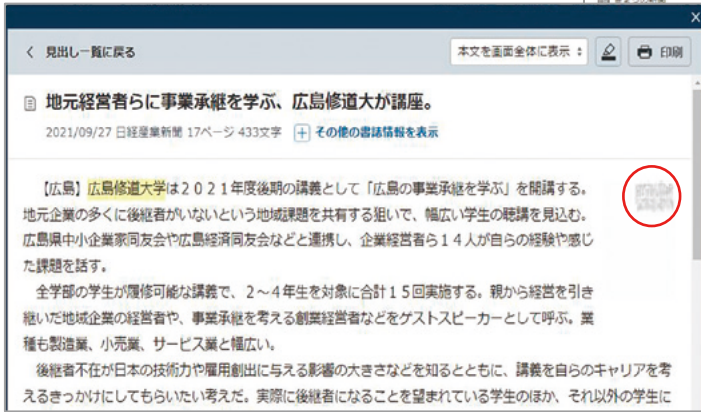 X
く 見出し一覧に戻る
本文を画面全体に表示
印刷
地元経営者らに事業承継を学ぶ、広島修道大が講座。
2021/09/27 日経産業新聞 17ページ 433文字 + その他の書誌情報を表示
【広島】広島修道大学は2021年度後期の講義として「広島の事業承継を学ぶ」を開講する。
地元企業の多くに後継者がいないという地域課題を共有する狙いで、幅広い学生の聴講を見込む。
広島県中小企業家同友会や広島経済同友会などと連携し、企業経営者ら14人が自らの経験や感じ
た課題を話す。
全学部の学生が履修可能な講義で、2~4年生を対象に合計15回実施する。親から経営を引き
継いだ地域企業の経営者や、事業承継を考える創業経営者などをゲストスピーカーとして呼ぶ。業
種も製造業、小売業、サービス業と幅広い。
後継者不在が日本の技術力や雇用創出に与える影響の大きさなどを知るとともに、講義を自らのキャリアを考
えるきっかけにしてもらいたい考えだ。実際に後継者になることを望まれている学生のほか、それ以外の学生に